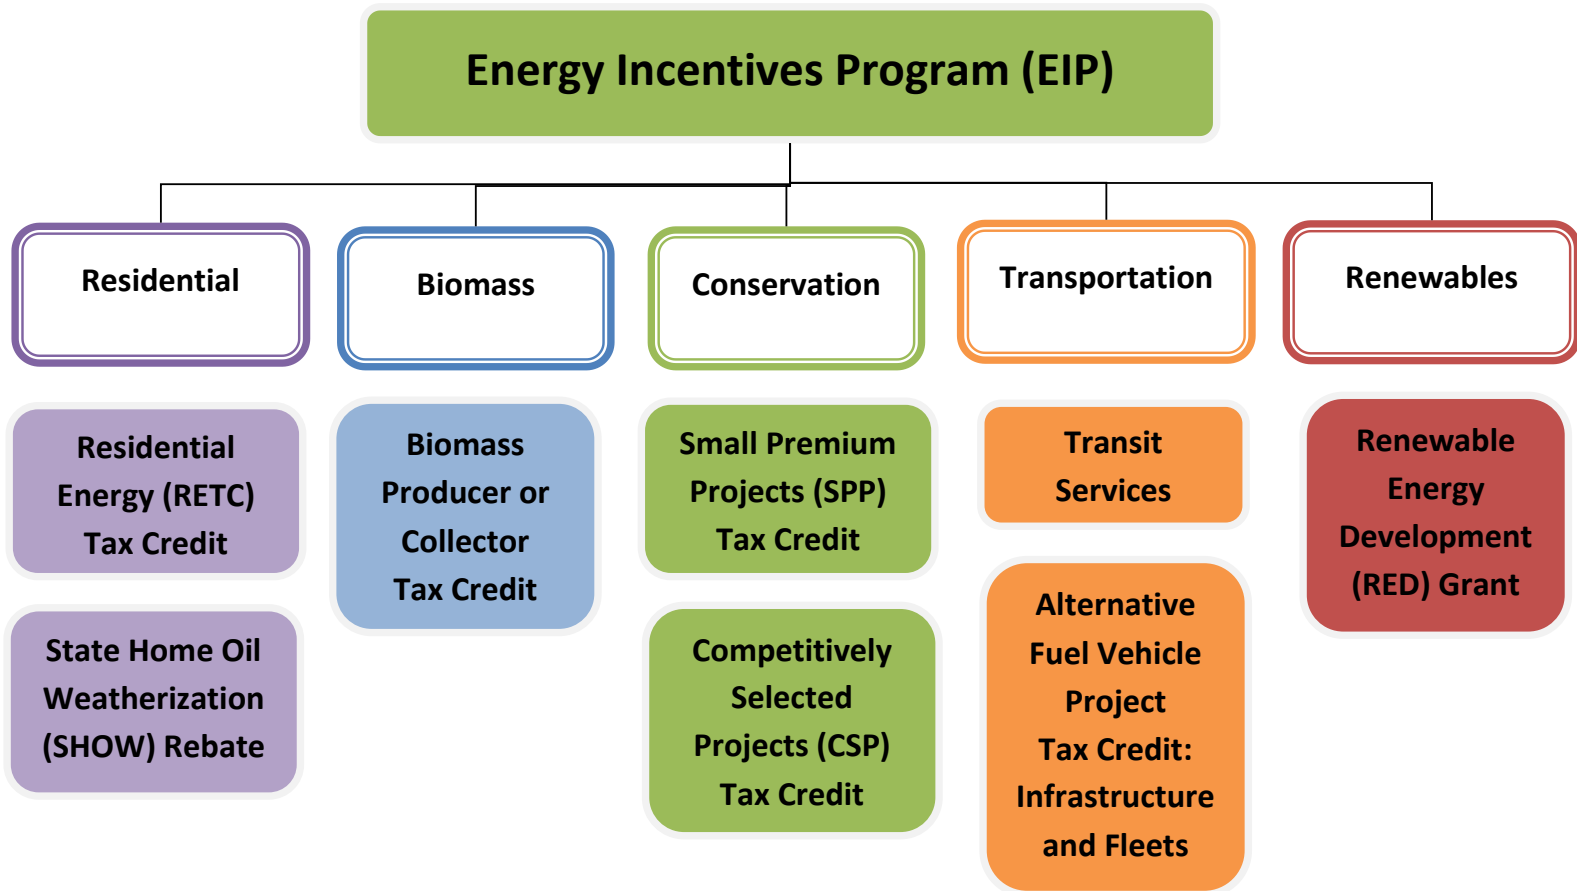 Energy Incentives Program (EIP)
Residential
Biomass
Conservation
Transportation
Renewables
Residential
Energy (RETC)
Tax Credit
State Home Oil
Weatherization
(SHOW) Rebate
Biomass
Producer or
Collector
Tax Credit
Small Premium
Projects (SPP)
Tax Credit
Competitively
Selected
Projects (CSP)
Tax Credit
Transit
Services
Alternative
Fuel Vehicle
Project
Tax Credit:
Infrastructure
and Fleets
Renewable
Energy
Development
(RED) Grant